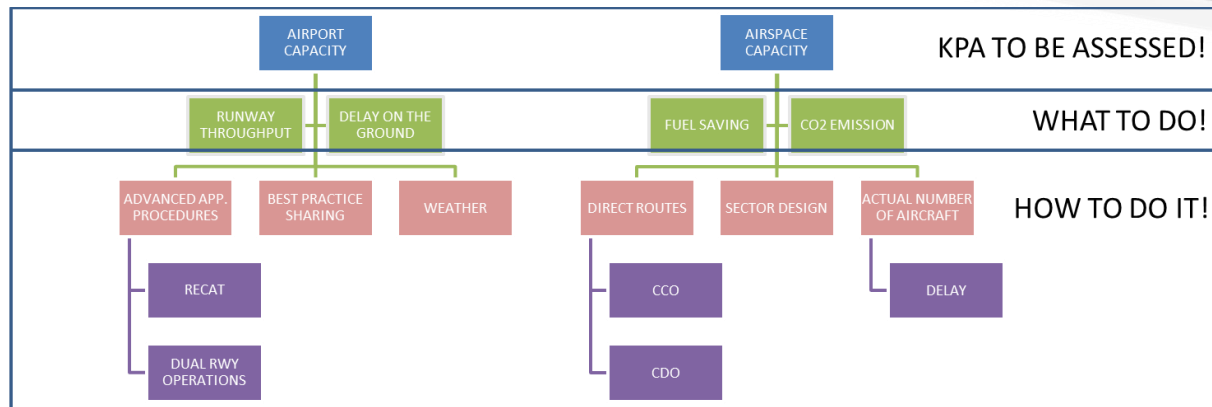 AIRPORT
CAPACITY
AIRSPACE
CAPACITY
KPA TO BE ASSESSED!
RUNWAY
THROUGHPUT
DELAY ON THE
GROUND
FUEL SAVING
CO2 EMISSION
WHAT TO DO!
ADVANCED APP.
PROCEDURES
BEST PRACTICE
SHARING
WEATHER
DIRECT ROUTES
SECTOR DESIGN
ACTUAL NUMBER
OF AIRCRAFT
HOW TO DO IT!
RECAT
CCO
DELAY
DUAL RWY
OPERATIONS
CDO